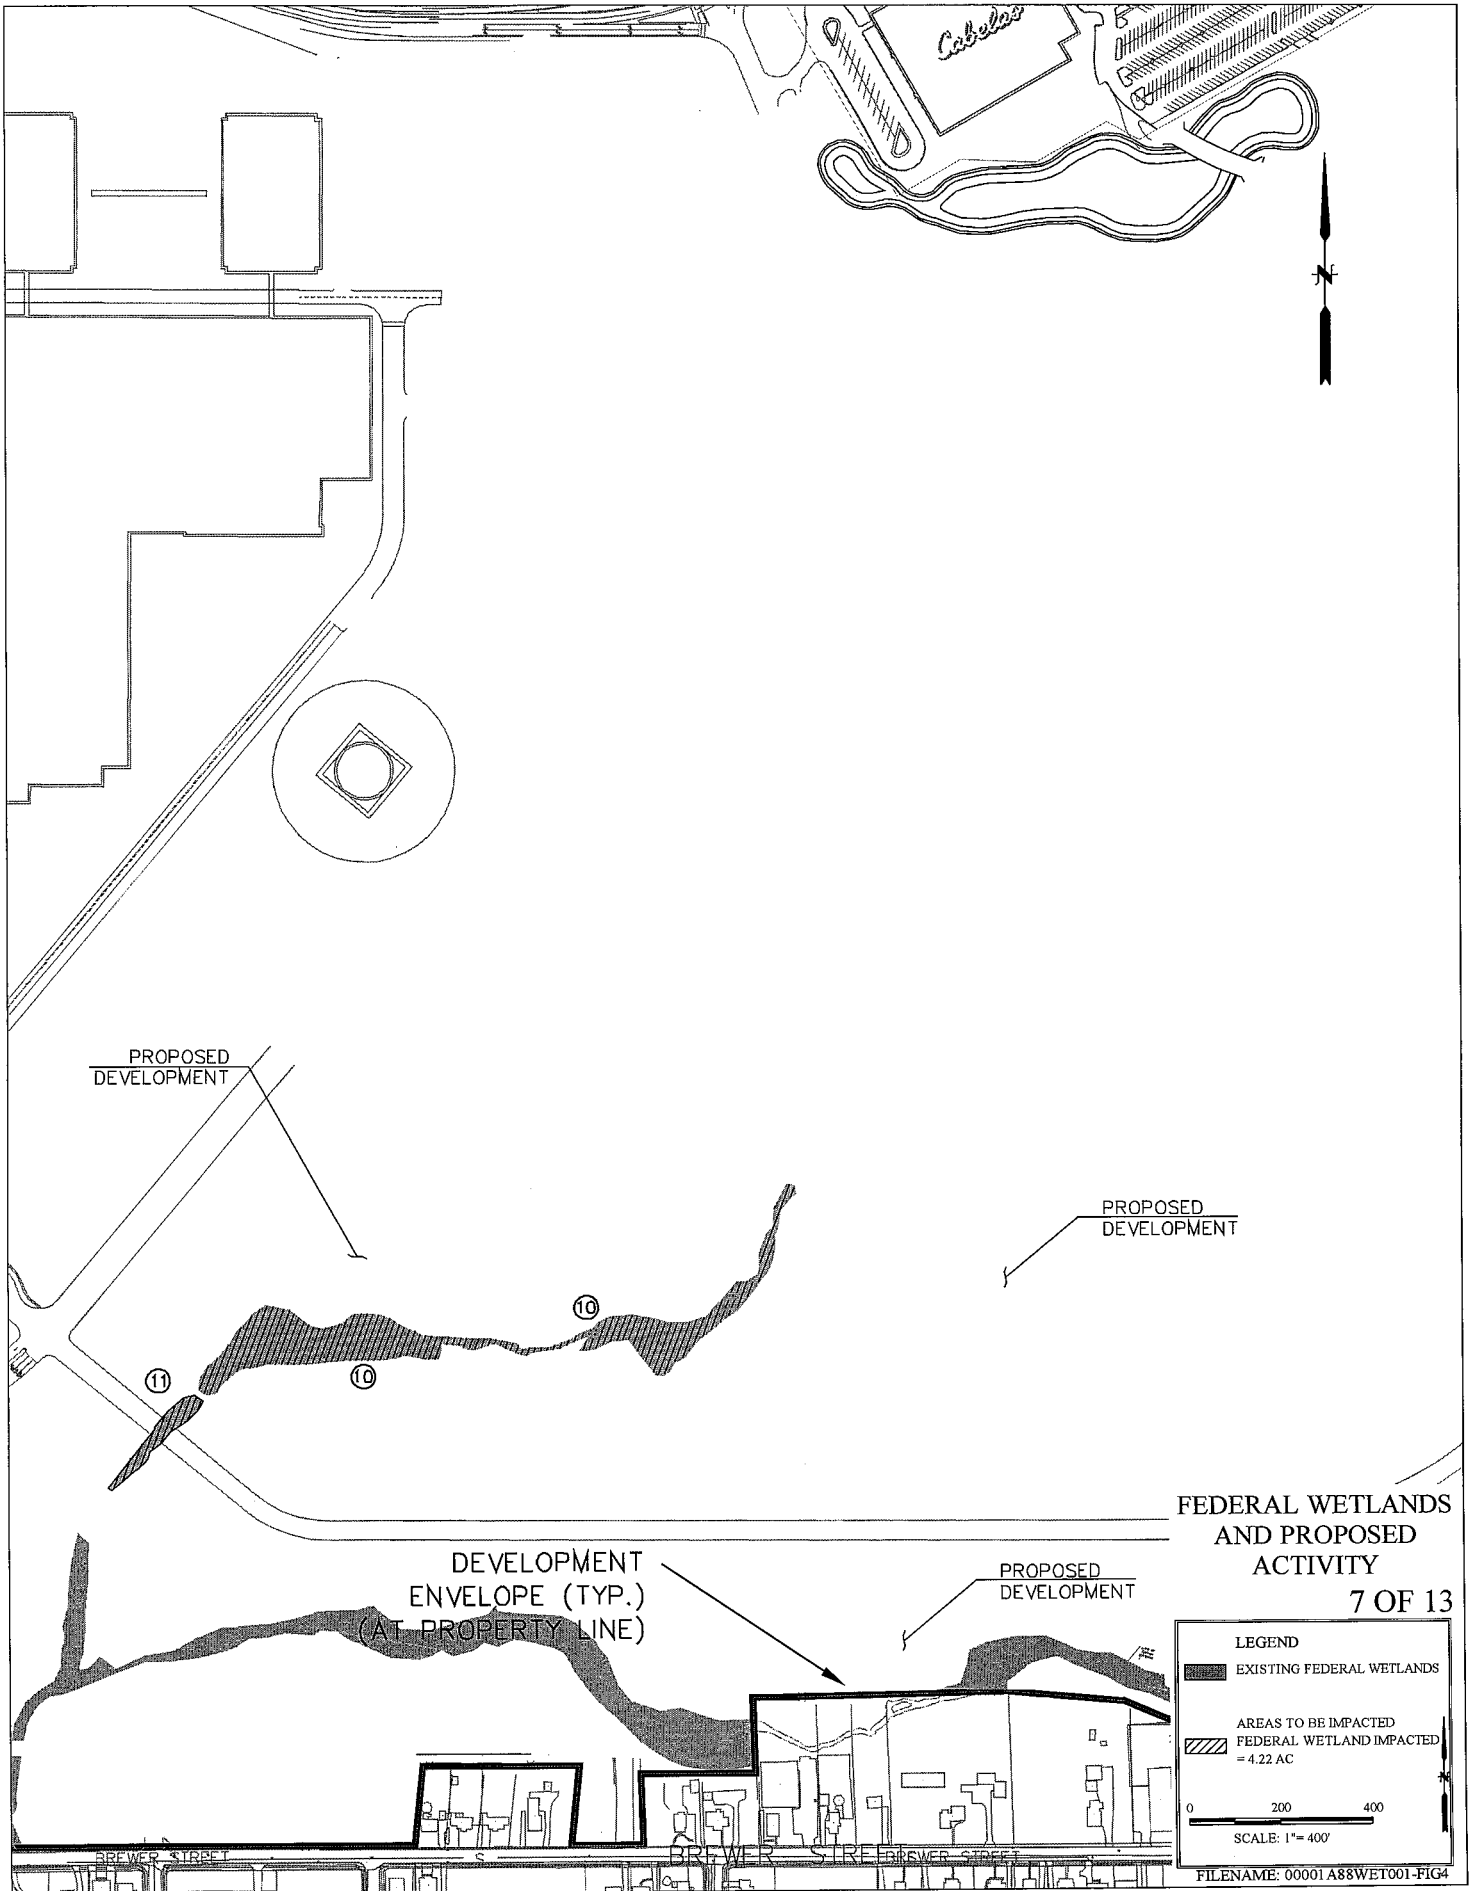 Cabelas
N
PROPOSED
DEVELOPMENT
PROPOSED
DEVELOPMENT
10
11
10
FEDERAL WETLANDS
AND PROPOSED
ACTIVITY
7 OF 13
DEVELOPMENT
ENVELOPE (TYP.)
(AT PROPERTY LINE)
PROPOSED
DEVELOPMENT
LEGEND
EXISTING FEDERAL WETLANDS
AREAS TO BE IMPACTED
FEDERAL WETLAND IMPACTED
= 4.22 AC
N
0 200 400
SCALE: 1"= 400'
BREWER STREET
S
BREWER STREET
BREWER STREET
FILENAME: 00001A88WET001-FIG4